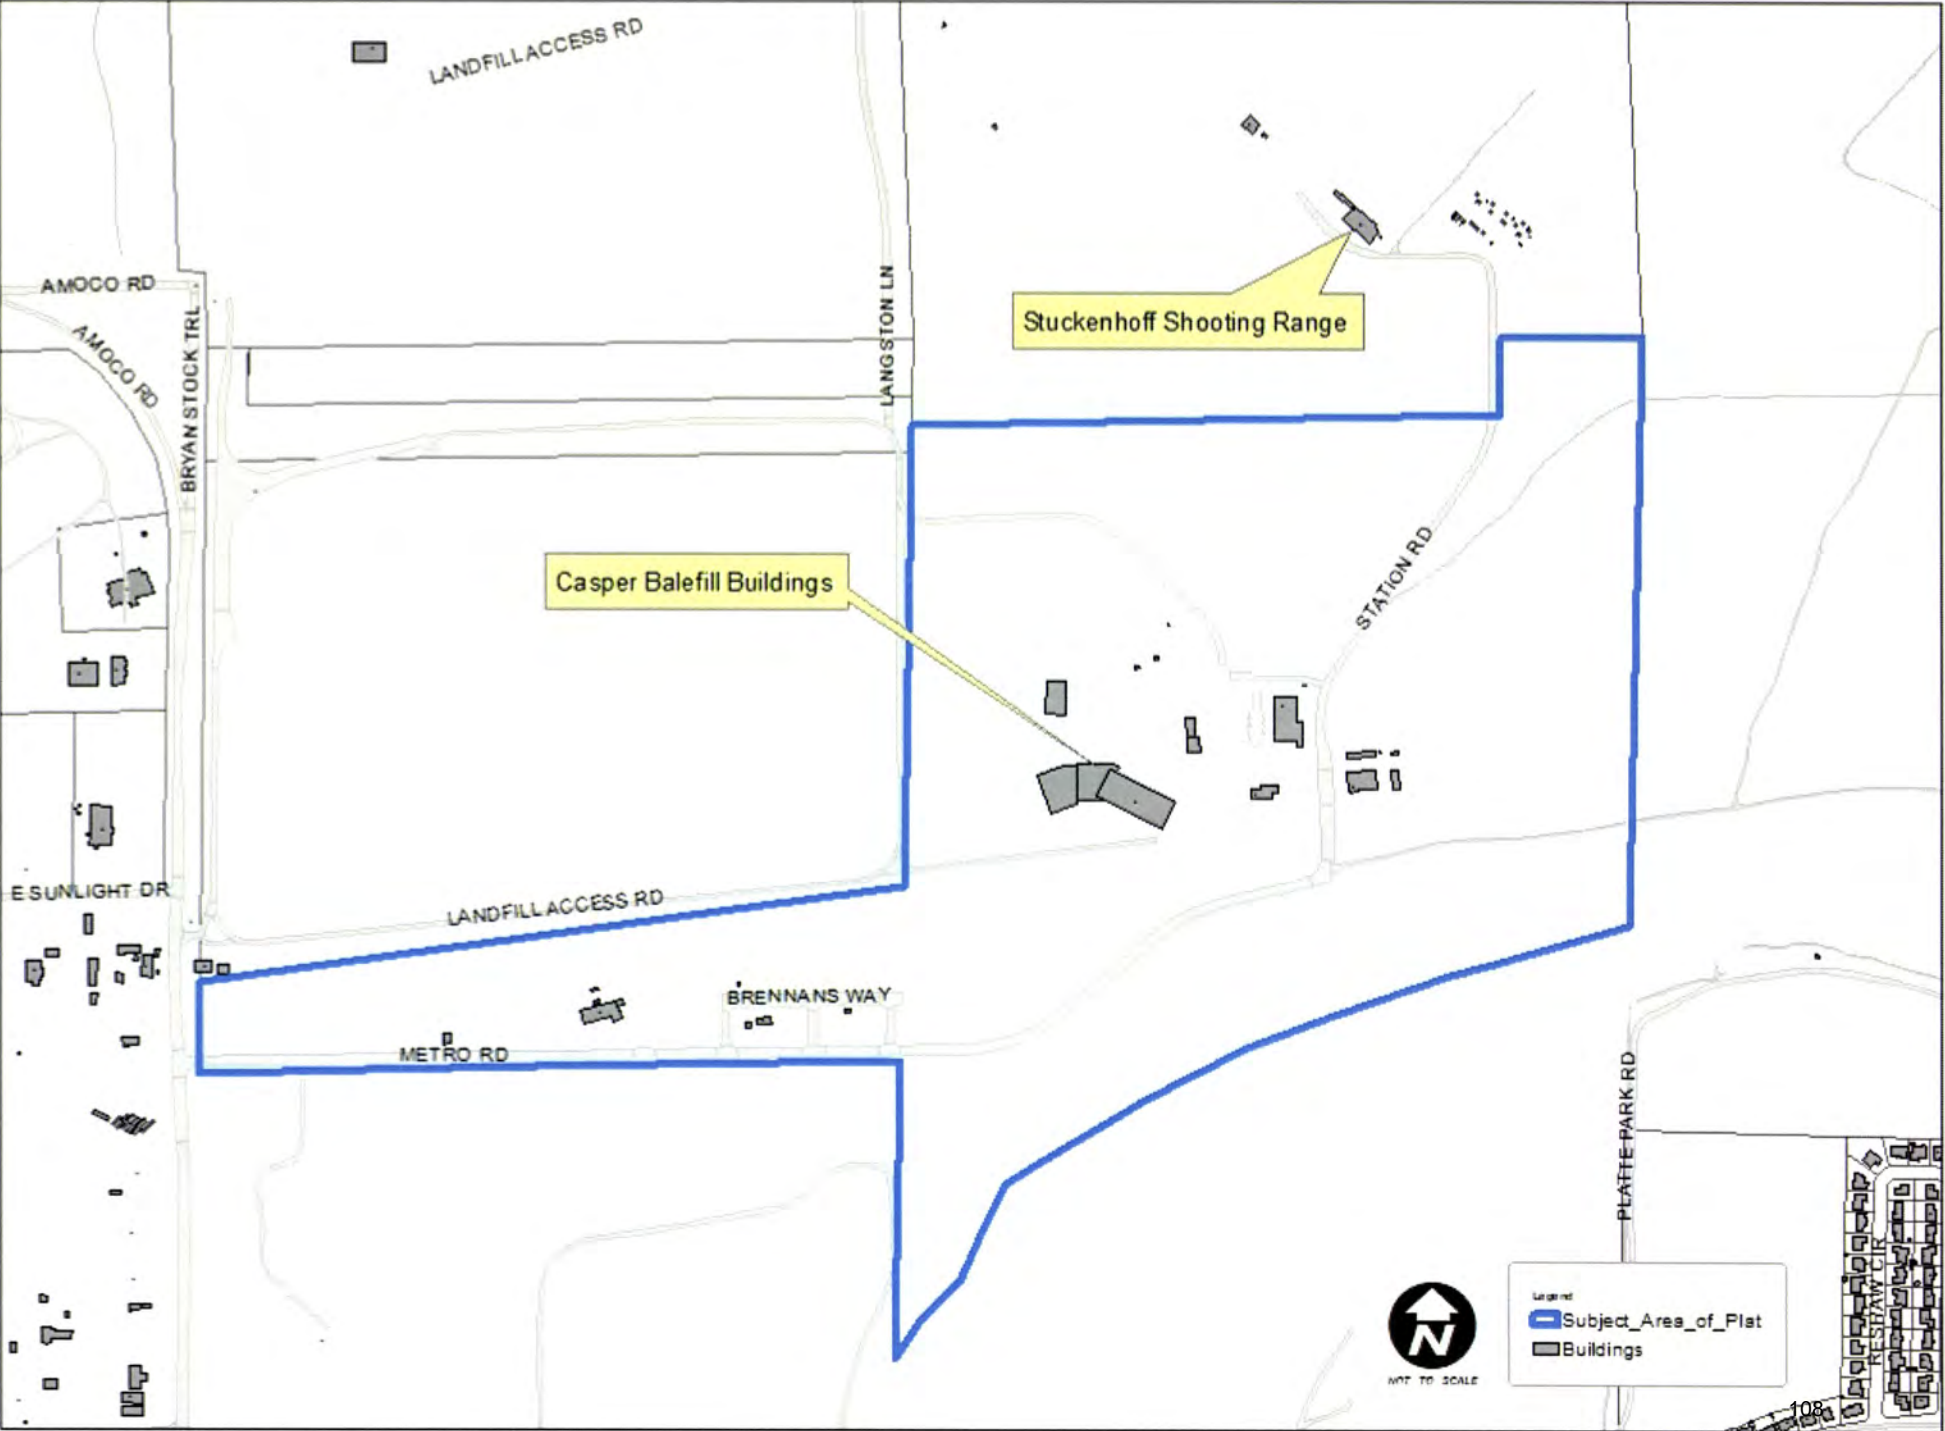 LANDFILL ACCESS RD
AMOCO RD
AMOCO RD
BRYAN STOCK TRL
LANGSTON LN
Stuckenhoff Shooting Range
Casper Balefill Buildings
STATION RD
E SUNLIGHT DR
LANDFILL ACCESS RD
BRENNANS WAY
METRO RD
PLATTE PARK RD
RESHAW CIR
N
NOT TO SCALE
Legend
Subject_Area_of_Plat
Buildings
108